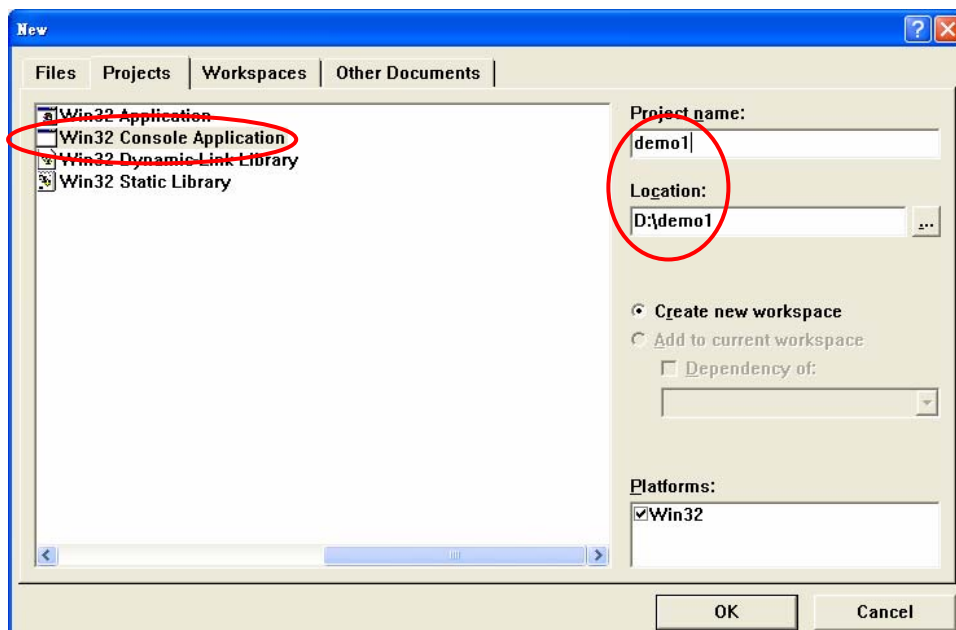 New
Files
Projects
Workspaces
Other Documents
Win32 Application
Win32 Console Application
Win32 Dynamic-Link Library
Win32 Static Library
Project name:
demo1
Location:
D:\demo1
...
Create new workspace
Add to current workspace
Dependency of:
Platforms:
Win32
OK
Cancel